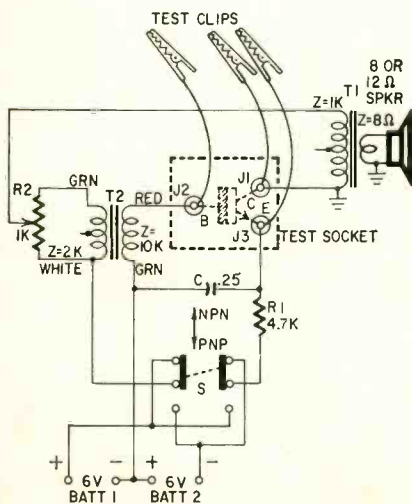 TEST CLIPS
8 OR
12Ω
SPKR
T1
Z=1K
Z=8Ω
R2
1K
GRN
T2
RED
J2
J1
B
C
E
J3
TEST SOCKET
Z=2K
WHITE
Z=
10K
GRN
C .25
R1
4.7K
NPN
PNP
S
+ 6V - + 6V -
BATT 1 BATT 2